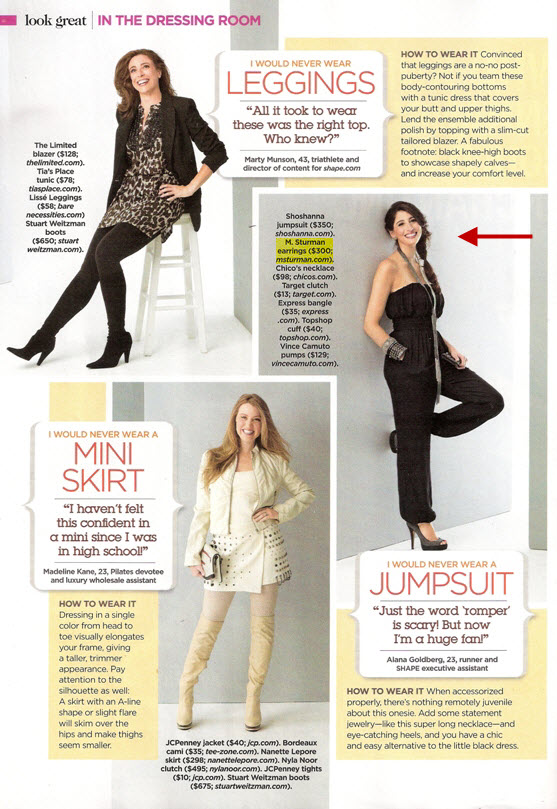 look great | IN THE DRESSING ROOM
I WOULD NEVER WEAR
LEGGINGS
“All it took to wear
these was the right top.
Who knew?”
Marty Munson, 43, triathlete and
director of content for shape.com
HOW TO WEAR IT Convinced
that leggings are a no-no post-
puberty? Not if you team these
body-contouring bottoms
with a tunic dress that covers
your butt and upper thighs.
Lend the ensemble additional
polish by topping with a slim-cut
tailored blazer. A fabulous
footnote: black knee-high boots
to showcase shapely calves—
and increase your comfort level.
The Limited
blazer ($128;
thelimited.com).
Tia's Place
tunic ($78;
tiasplace.com).
Lissé Leggings
($58; bare
necessities.com)
Stuart Weitzman
boots
($650; stuart
weitzman.com).
Shoshanna
jumpsuit ($350;
shoshanna.com).
M. Sturman
earrings ($300;
msturman.com).
Chico's necklace
($98; chicos.com).
Target clutch
($13; target.com).
Express bangle
($35; express
.com). Topshop
cuff ($40;
topshop.com).
Vince Camuto
pumps ($129;
vincecamuto.com).
I WOULD NEVER WEAR A
MINI
SKIRT
“I haven't felt
this confident in
a mini since I was
in high school!”
Madeline Kane, 23, Pilates devotee
and luxury wholesale assistant
HOW TO WEAR IT
Dressing in a single
color from head to
toe visually elongates
your frame, giving
a taller, trimmer
appearance. Pay
attention to the
silhouette as well:
A skirt with an A-line
shape or slight flare
will skim over the
hips and make thighs
seem smaller.
JCPenney jacket ($40; jcp.com). Bordeaux
cami ($35; tee-zone.com). Nanette Lepore
skirt ($298; nanettelepore.com). Nyla Noor
clutch ($495; nylanoor.com). JCPenney tights
($10; jcp.com). Stuart Weitzman boots
($675; stuartweitzman.com).
I WOULD NEVER WEAR A
JUMPSUIT
“Just the word ‘romper’
is scary! But now
I'm a huge fan!”
Alana Goldberg, 23, runner and
SHAPE executive assistant
HOW TO WEAR IT When accessorized
properly, there's nothing remotely juvenile
about this onesie. Add some statement
jewelry—like this super long necklace—and
eye-catching heels, and you have a chic
and easy alternative to the little black dress.